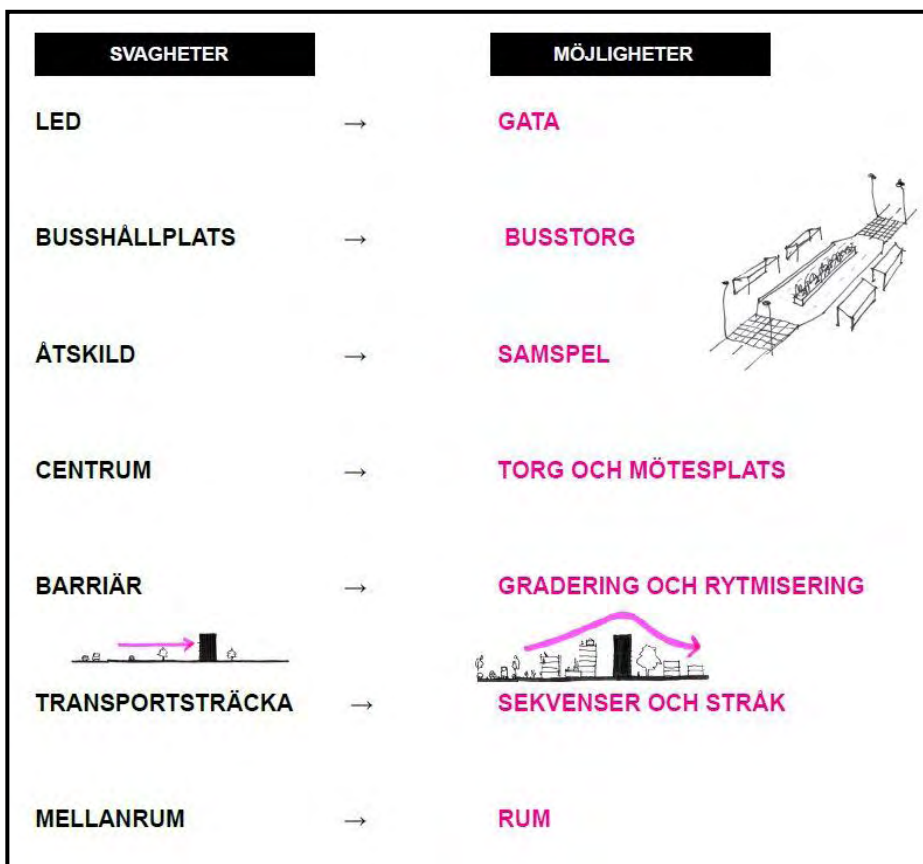 SVAGHETER MÖJLIGHETER
LED → GATA
BUSSHÅLLPLATS → BUSSTORG
ÅTSKILD → SAMSPEL
CENTRUM → TORG OCH MÖTESPLATS
BARRIÄR → GRADERING OCH RYTMISERING
TRANSPORTSTRÄCKA → SEKVENSER OCH STRÅK
MELLANRUM → RUM